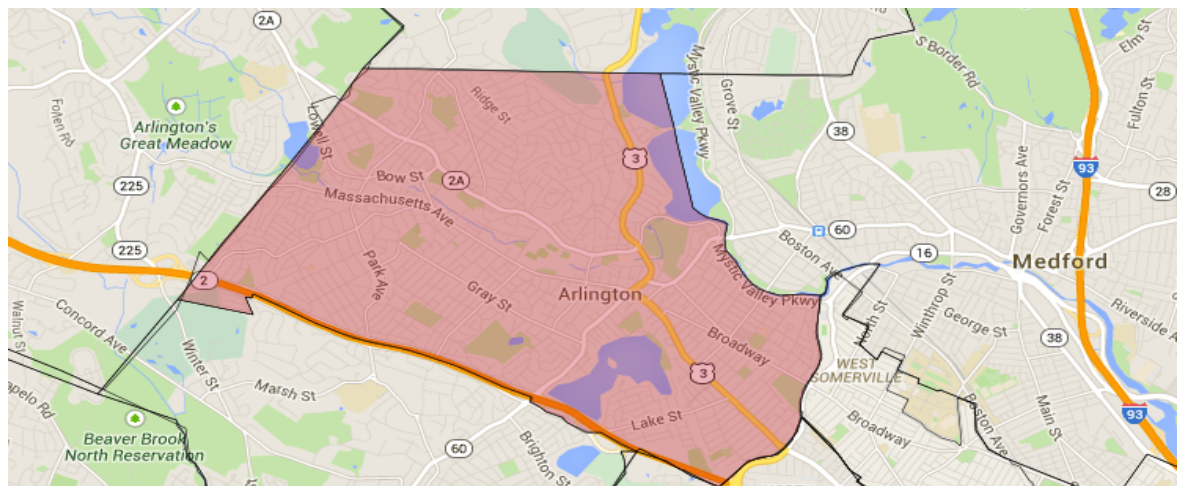 2A
Mystic Valley Pkwy
Grove St
S Border Rd
Elm St
Fulton St
Ridge St
Lowell St
Arlington's
Great Meadow
38
3
93
Bow St
2A
Massachusetts Ave
225
28
Governors Ave
Forest St
60
Boston Ave
16
Medford
225
2
Park Ave
Gray St
Arlington
Mystic Valley Pkwy
Concord Ave
Walnut St
Winter St
Marsh St
Broadway
North St
Winthrop St
George St
38
Riverside A
WEST
SOMERVILLE
3
Lake St
Broadway
Boston Ave
Main St
93
apelo Rd
Beaver Brook
North Reservation
60
Brighton St